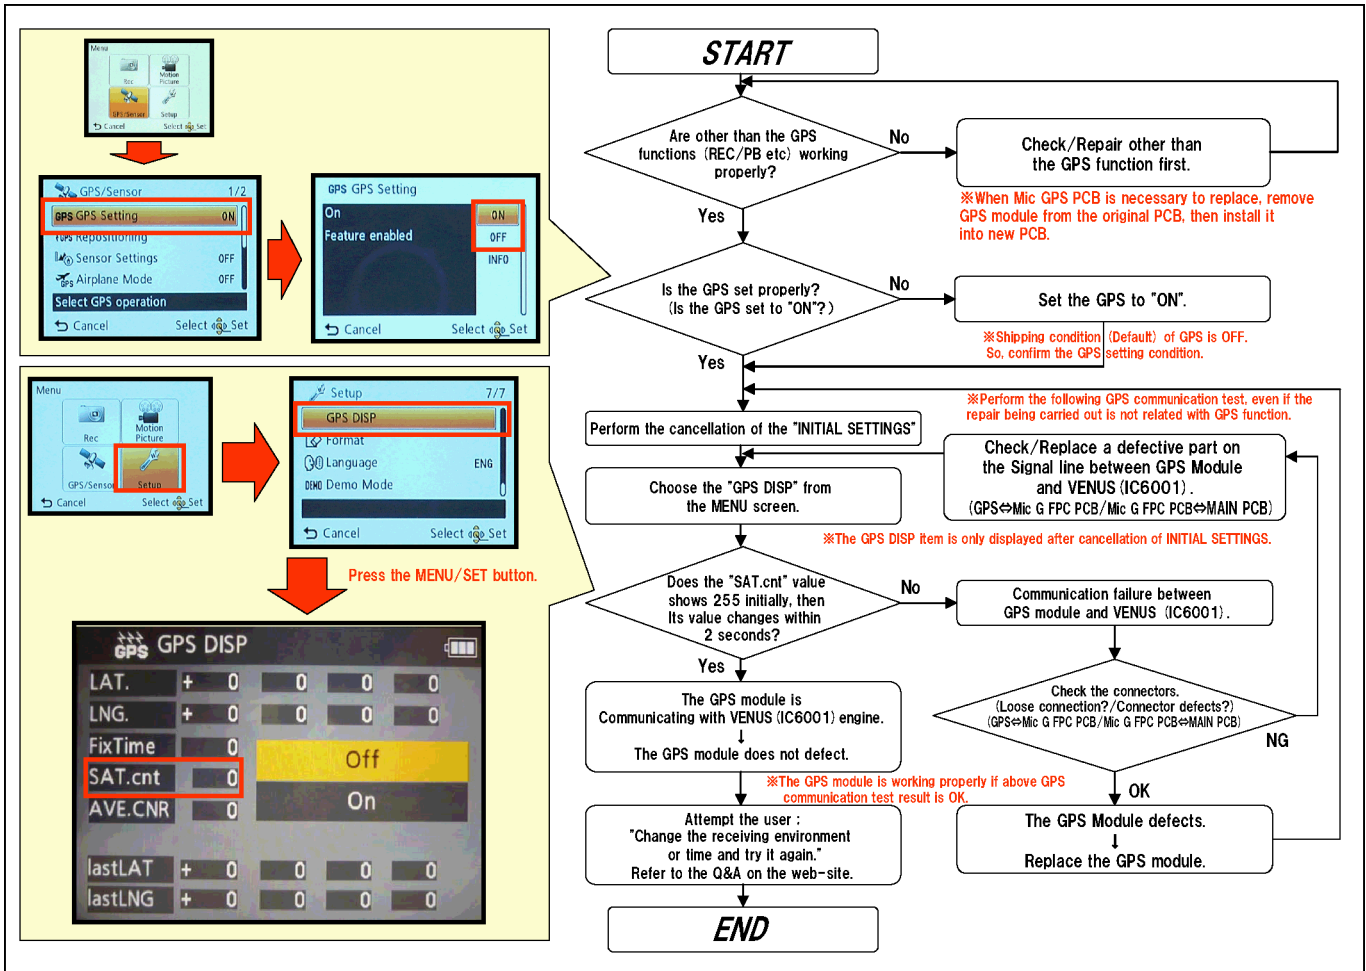 Menu
Rec
Motion
Picture
GPS/Sensor
Setup
Cancel
Select
Set
GPS/Sensor
1/2
GPS GPS Setting
ON
Repositioning
Sensor Settings
OFF
Airplane Mode
OFF
Select GPS operation
Cancel
Select
Set
GPS GPS Setting
On
ON
Feature enabled
OFF
INFO
Cancel
Select
Set
Menu
Rec
Motion
Picture
GPS/Sensor
Setup
Cancel
Select
Set
Setup
7/7
GPS DISP
Format
Language
ENG
DEMO Demo Mode
Cancel
Select
Set
Press the MENU/SET button.
GPS GPS DISP
LAT. + 0 0 0 0
LNG. + 0 0 0 0
FixTime 0
Off
SAT.cnt 0
On
AVE.CNR 0
lastLAT + 0 0 0 0
lastLNG + 0 0 0 0
START
Are other than the GPS
functions (REC/PB etc) working
properly?
No
Check/Repair other than
the GPS function first.
※When Mic GPS PCB is necessary to replace, remove
GPS module from the original PCB, then install it
into new PCB.
Yes
Is the GPS set properly?
(Is the GPS set to "ON"?)
No
Set the GPS to "ON".
※Shipping condition (Default) of GPS is OFF.
So, confirm the GPS setting condition.
Yes
※Perform the following GPS communication test, even if the
repair being carried out is not related with GPS function.
Perform the cancellation of the "INITIAL SETTINGS"
Check/Replace a defective part on
the Signal line between GPS Module
and VENUS(IC6001).
(GPS⇔Mic G FPC PCB/Mic G FPC PCB⇔MAIN PCB)
Choose the "GPS DISP" from
the MENU screen.
※The GPS DISP item is only displayed after cancellation of INITIAL SETTINGS.
Does the "SAT.cnt" value
shows 255 initially, then
Its value changes within
2 seconds?
No
Communication failure between
GPS module and VENUS (IC6001).
Yes
The GPS module is
Communicating with VENUS(IC6001) engine.
↓
The GPS module does not defect.
Check the connectors.
(Loose connection?/Connector defects?)
(GPS⇔Mic G FPC PCB/Mic G FPC PCB⇔MAIN PCB)
NG
※The GPS module is working properly if above GPS
communication test result is OK.
OK
Attempt the user :
"Change the receiving environment
or time and try it again."
Refer to the Q&A on the web-site.
The GPS Module defects.
↓
Replace the GPS module.
END